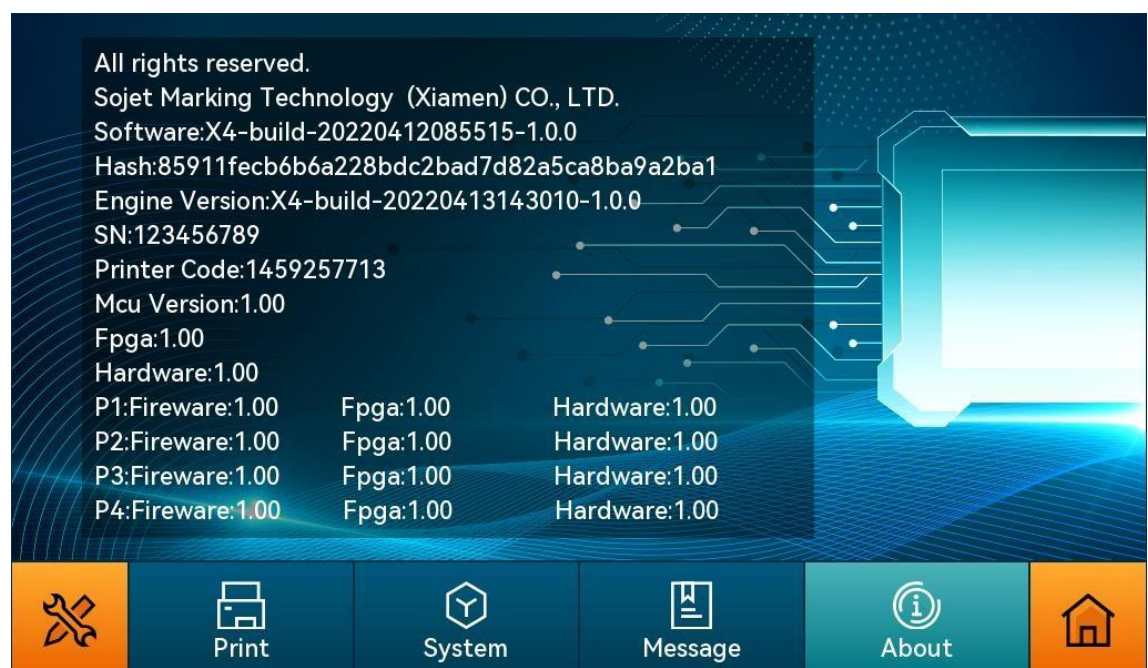 All rights reserved.
Sojet Marking Technology (Xiamen) CO., LTD.
Software:X4-build-20220412085515-1.0.0
Hash:85911fecb6b6a228bdc2bad7d82a5ca8ba9a2ba1
Engine Version:X4-build-20220413143010-1.0.0
SN:123456789
Printer Code:1459257713
Mcu Version:1.00
Fpga:1.00
Hardware:1.00
P1:Fireware:1.00 Fpga:1.00 Hardware:1.00
P2:Fireware:1.00 Fpga:1.00 Hardware:1.00
P3:Fireware:1.00 Fpga:1.00 Hardware:1.00
P4:Fireware:1.00 Fpga:1.00 Hardware:1.00
Print System Message About